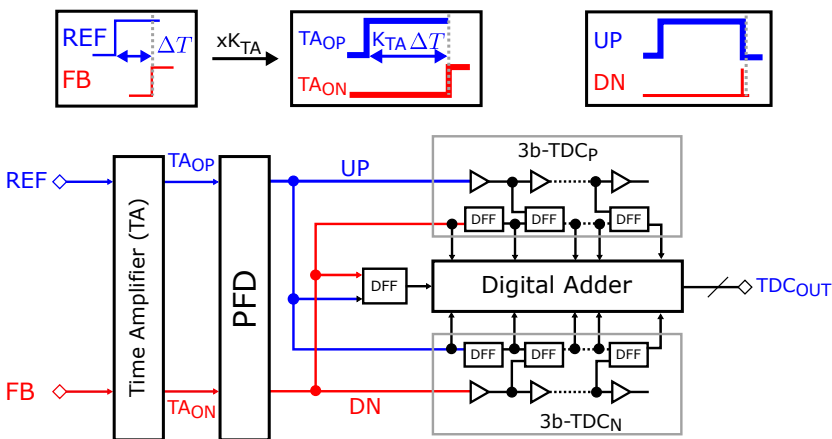 REF
ΔT
FB
xK_TA
TA_OP
K_TA ΔT
TA_ON
UP
DN
3b-TDC_P
REF
TA_OP
UP
DFF
DFF
DFF
Time Amplifier (TA)
PFD
DFF
Digital Adder
TDC_OUT
DFF
DFF
DFF
FB
TA_ON
DN
3b-TDC_N